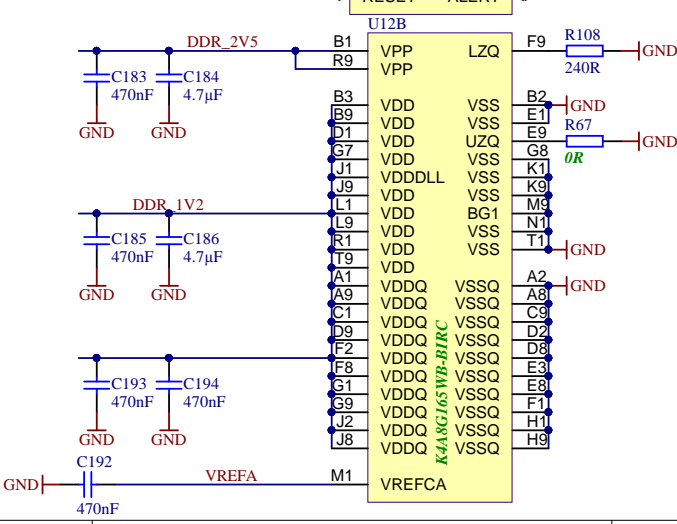 RESET ALERT
U12B
DDR_2V5 B1 VPP LZQ F9 R108 GND
R9 VPP 240R
C183 C184
470nF 4.7µF
GND GND
B3 VDD VSS B2 GND
B9 VDD VSS E1
D1 VDD UZQ E9 R67 GND
G7 VDD VSS G8 0R
J1 VDDDLL VSS K1
J9 VDD VSS K9
DDR_1V2 L1 VDD BG1 M9
L9 VDD VSS N1
R1 VDD VSS T1 GND
T9 VDD
C185 C186
470nF 4.7µF
GND GND
A1 VDDQ VSSQ A2 GND
A9 VDDQ VSSQ A8
C1 VDDQ VSSQ C9
D9 VDDQ VSSQ D2
F2 VDDQ VSSQ D8
F8 VDDQ VSSQ E3
G1 VDDQ VSSQ E8
G9 VDDQ VSSQ F1
J2 VDDQ VSSQ H1
J8 VDDQ VSSQ H9
C193 C194
470nF 470nF
GND GND
K4A8G165WB-BIRC
C192
GND VREFA M1 VREFCA
470nF